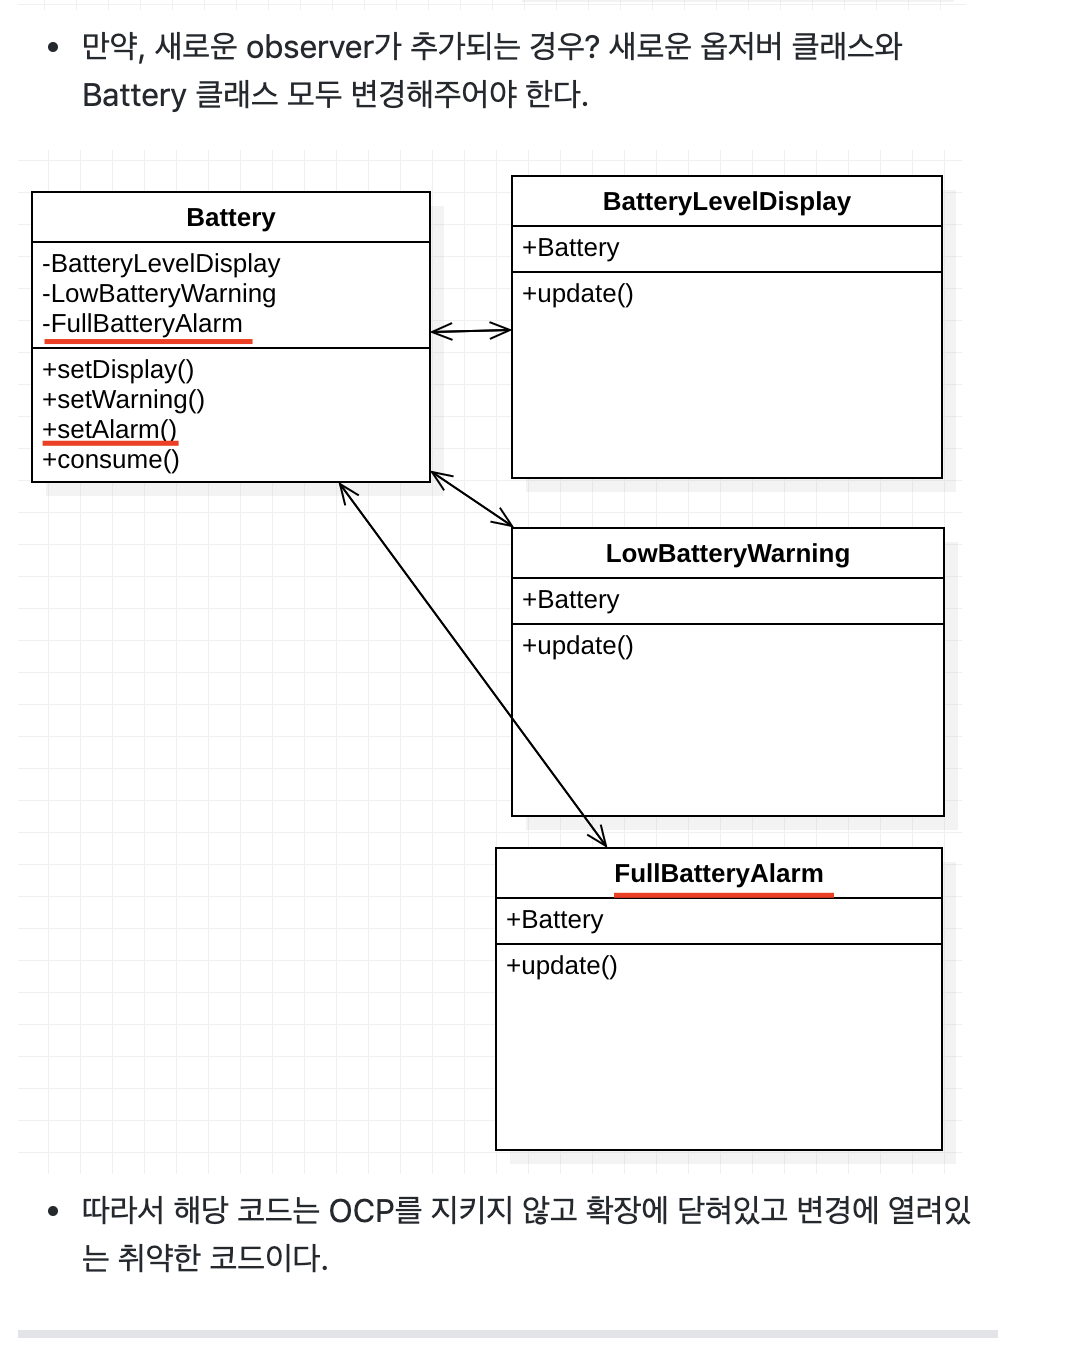 만약, 새로운 observer가 추가되는 경우? 새로운 옵저버 클래스와
Battery 클래스 모두 변경해주어야 한다.
Battery
-BatteryLevelDisplay
-LowBatteryWarning
-FullBatteryAlarm
+setDisplay()
+setWarning()
+setAlarm()
+consume()
BatteryLevelDisplay
+Battery
+update()
LowBatteryWarning
+Battery
+update()
FullBatteryAlarm
+Battery
+update()
따라서 해당 코드는 OCP를 지키지 않고 확장에 닫혀있고 변경에 열려있
는 취약한 코드이다.